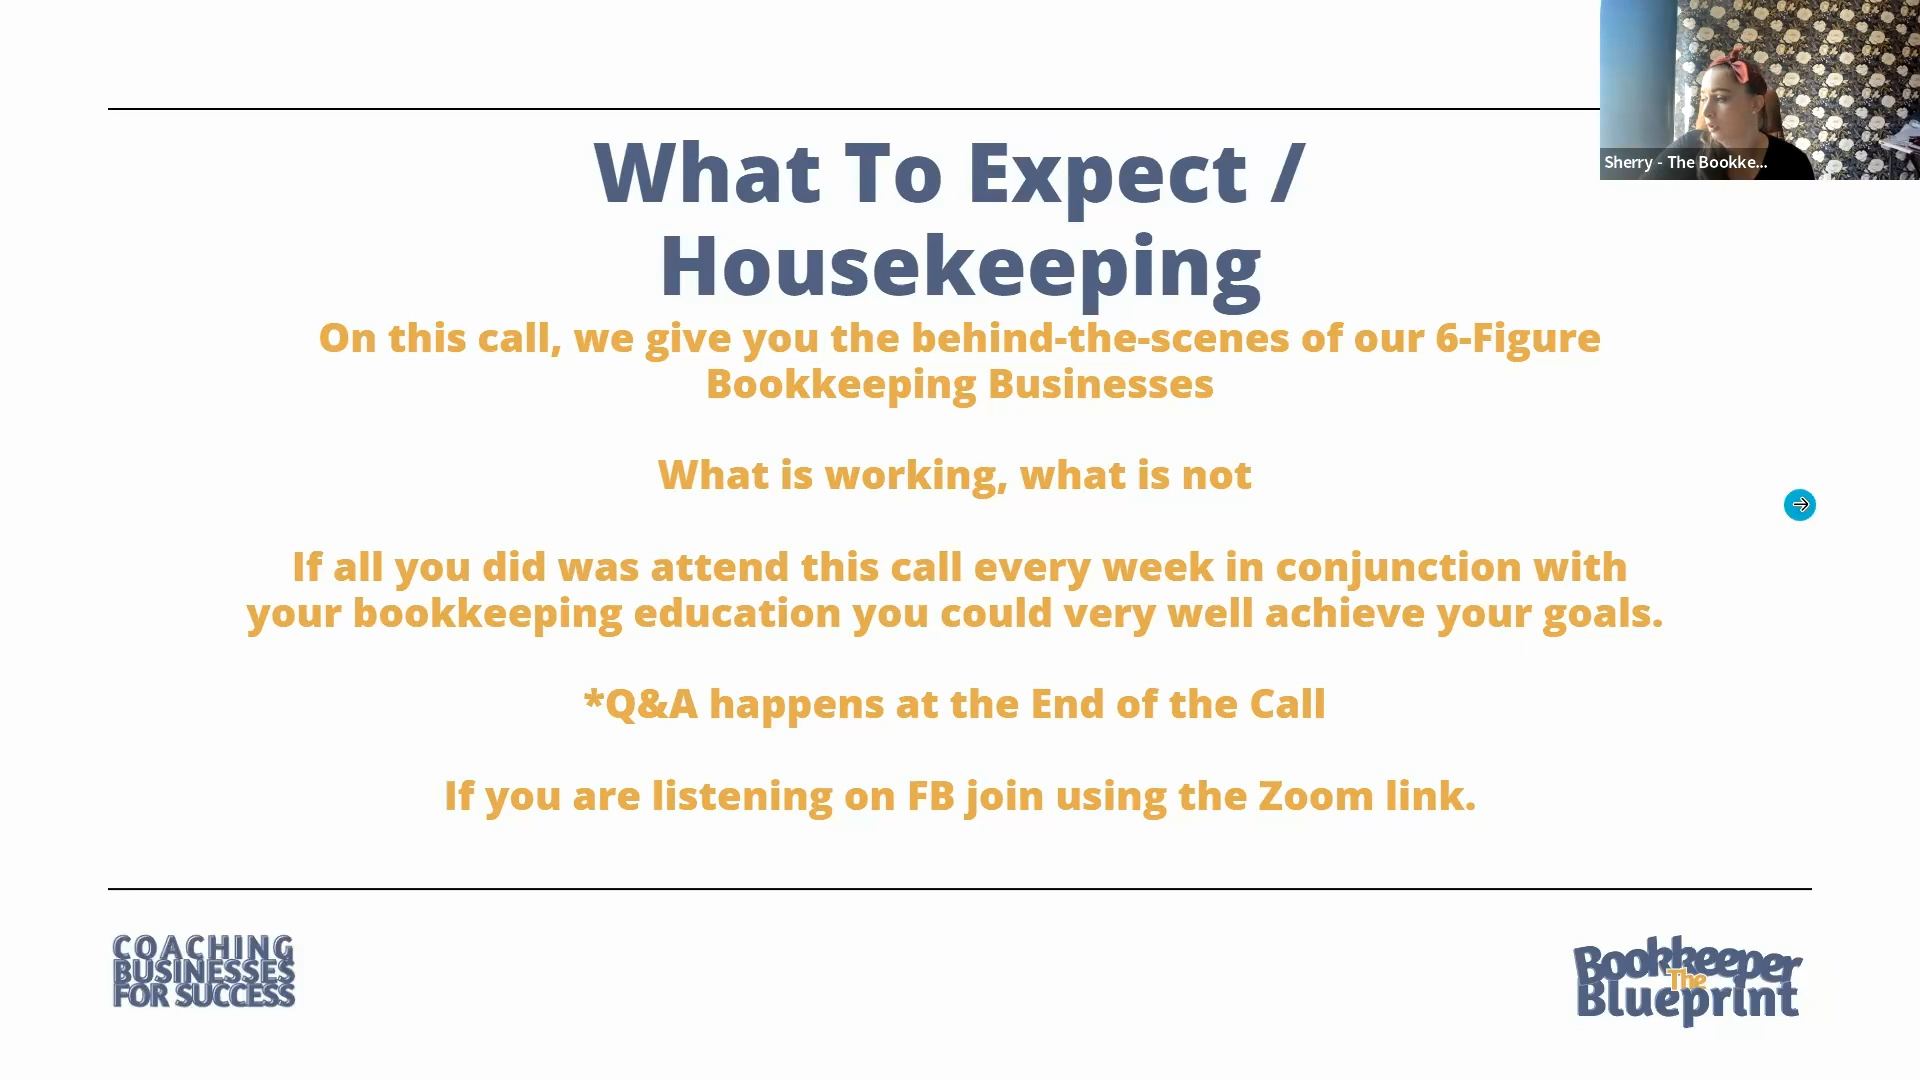 Sherry - The Bookke...
What To Expect /
Housekeeping
On this call, we give you the behind-the-scenes of our 6-Figure
Bookkeeping Businesses
What is working, what is not
If all you did was attend this call every week in conjunction with
your bookkeeping education you could very well achieve your goals.
*Q&A happens at the End of the Call
If you are listening on FB join using the Zoom link.
COACHING
BUSINESSES
FOR SUCCESS
Bookkeeper
The
Blueprint